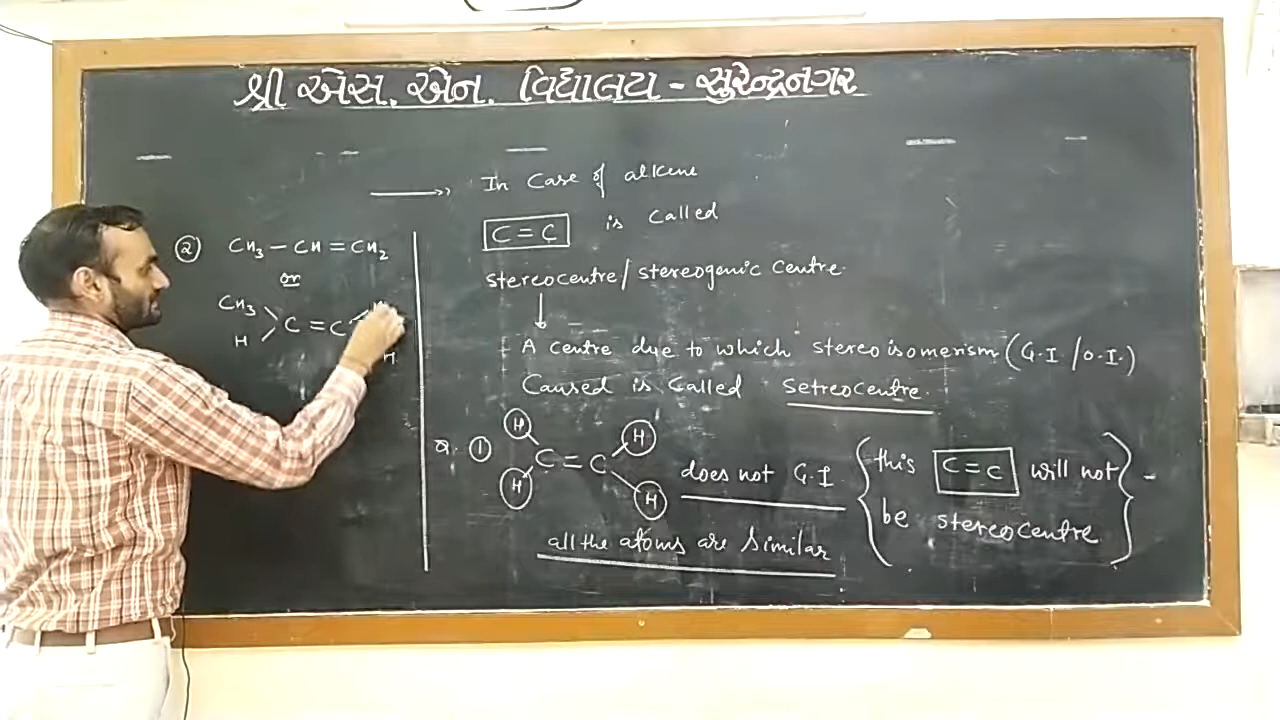 શ્રી એસ. એન. વિદ્યાલય - સુરેન્દ્રનગર
In Case of alkene
C = C is called
stereocentre/stereogenic centre.
A centre due to which stereoisomerism (G.I / O.I.)
Caused is called setreocentre.
① H H C = C H H does not G.I. {this C = C will not be stereocentre}
all the atoms are similar
② CH3 — CH = CH2
or
CH3 H C = C H